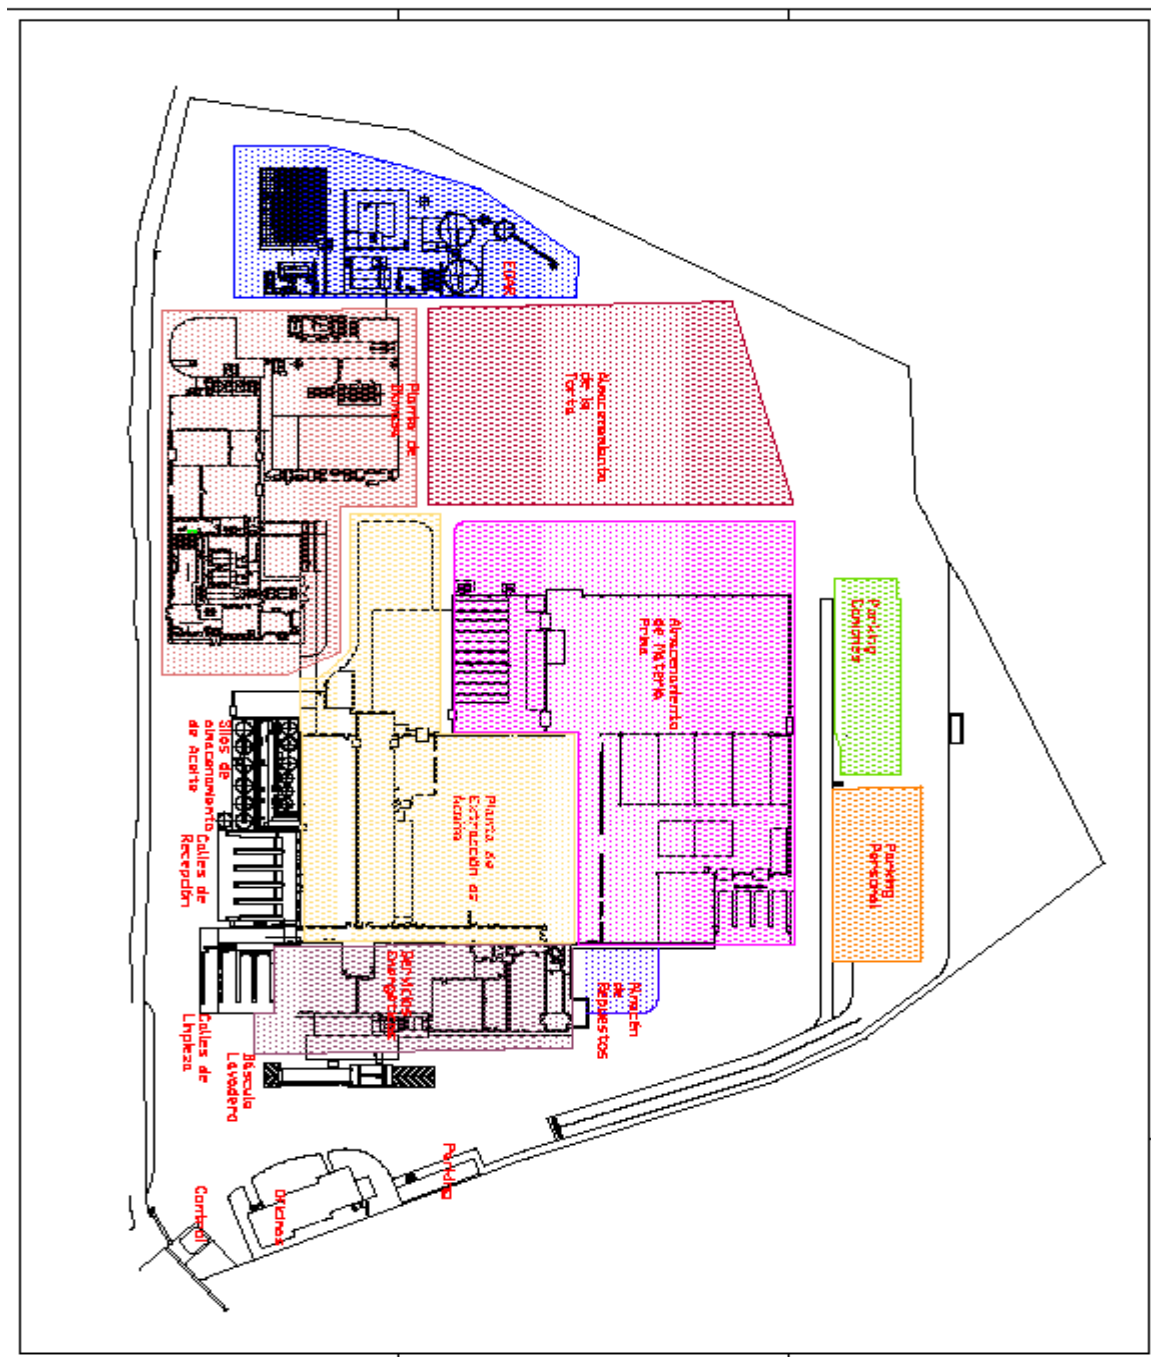 EDAR
Planta de
Biomasa
Almacenamiento
de la
Torta
Parking
Camiones
Almacenamiento
de Materia
Prima
Silos de
almacenamiento
de Aceite
Planta de
Extracción de
Parking
Personal
Calles de
Recepción
Servicios
Energéticos
Almacén
de
Repuestos
Calles de
Limpieza
Báscula
Lavadero
Parking
Oficinas
Control